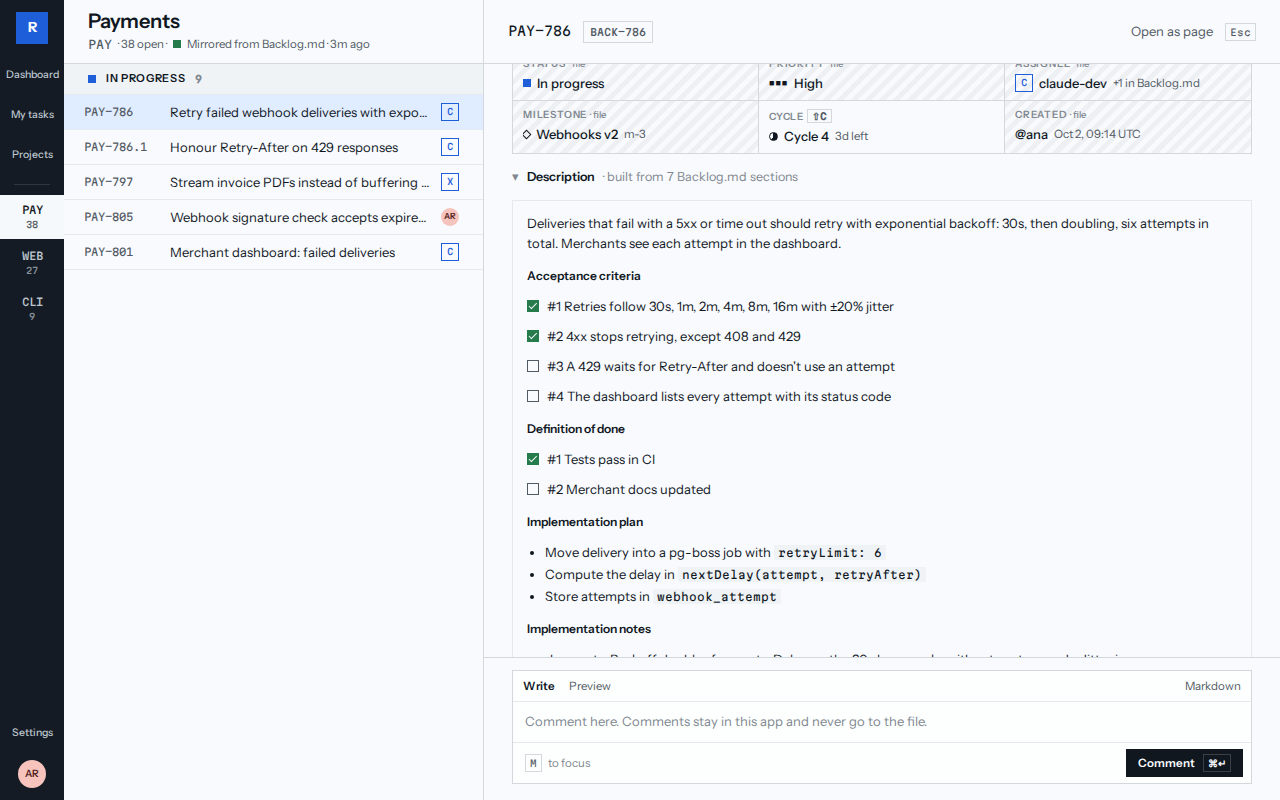 R
Dashboard
My tasks
Projects
PAY
38
WEB
27
CLI
9
Settings
AR
Payments
PAY · 38 open · Mirrored from Backlog.md · 3m ago
IN PROGRESS 9
PAY-786 Retry failed webhook deliveries with expo... C
PAY-786.1 Honour Retry-After on 429 responses C
PAY-797 Stream invoice PDFs instead of buffering ... X
PAY-805 Webhook signature check accepts expire... AR
PAY-801 Merchant dashboard: failed deliveries C
PAY-786 BACK-786 Open as page Esc
STATUS · file PRIORITY · file ASSIGNEE · file
In progress High C claude-dev +1 in Backlog.md
MILESTONE · file CYCLE ⇧C CREATED · file
Webhooks v2 m-3 Cycle 4 3d left @ana Oct 2, 09:14 UTC
Description · built from 7 Backlog.md sections
Deliveries that fail with a 5xx or time out should retry with exponential backoff: 30s, then doubling, six attempts in
total. Merchants see each attempt in the dashboard.
Acceptance criteria
#1 Retries follow 30s, 1m, 2m, 4m, 8m, 16m with ±20% jitter
#2 4xx stops retrying, except 408 and 429
#3 A 429 waits for Retry-After and doesn't use an attempt
#4 The dashboard lists every attempt with its status code
Definition of done
#1 Tests pass in CI
#2 Merchant docs updated
Implementation plan
• Move delivery into a pg-boss job with retryLimit: 6
• Compute the delay in nextDelay(attempt, retryAfter)
• Store attempts in webhook_attempt
Implementation notes
Write Preview Markdown
Comment here. Comments stay in this app and never go to the file.
M to focus Comment ⌘↵